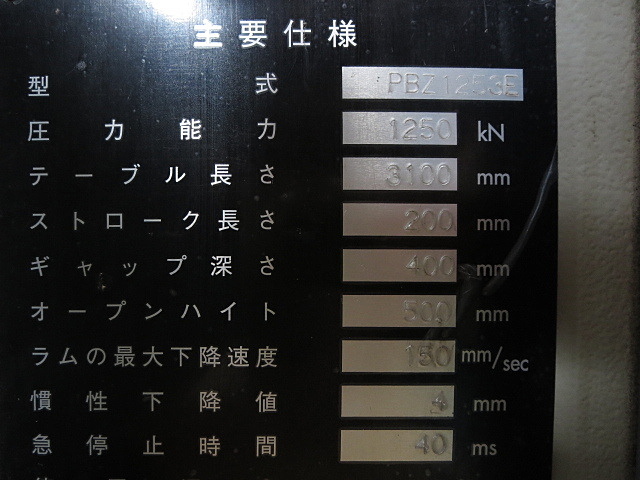 主要仕様
型式 PBZ1253E
圧力能力 1250 kN
テーブル長さ 3100 mm
ストローク長さ 200 mm
ギャップ深さ 400 mm
オープンハイト 500 mm
ラムの最大下降速度 150 mm/sec
慣性下降値 4 mm
急停止時間 40 ms